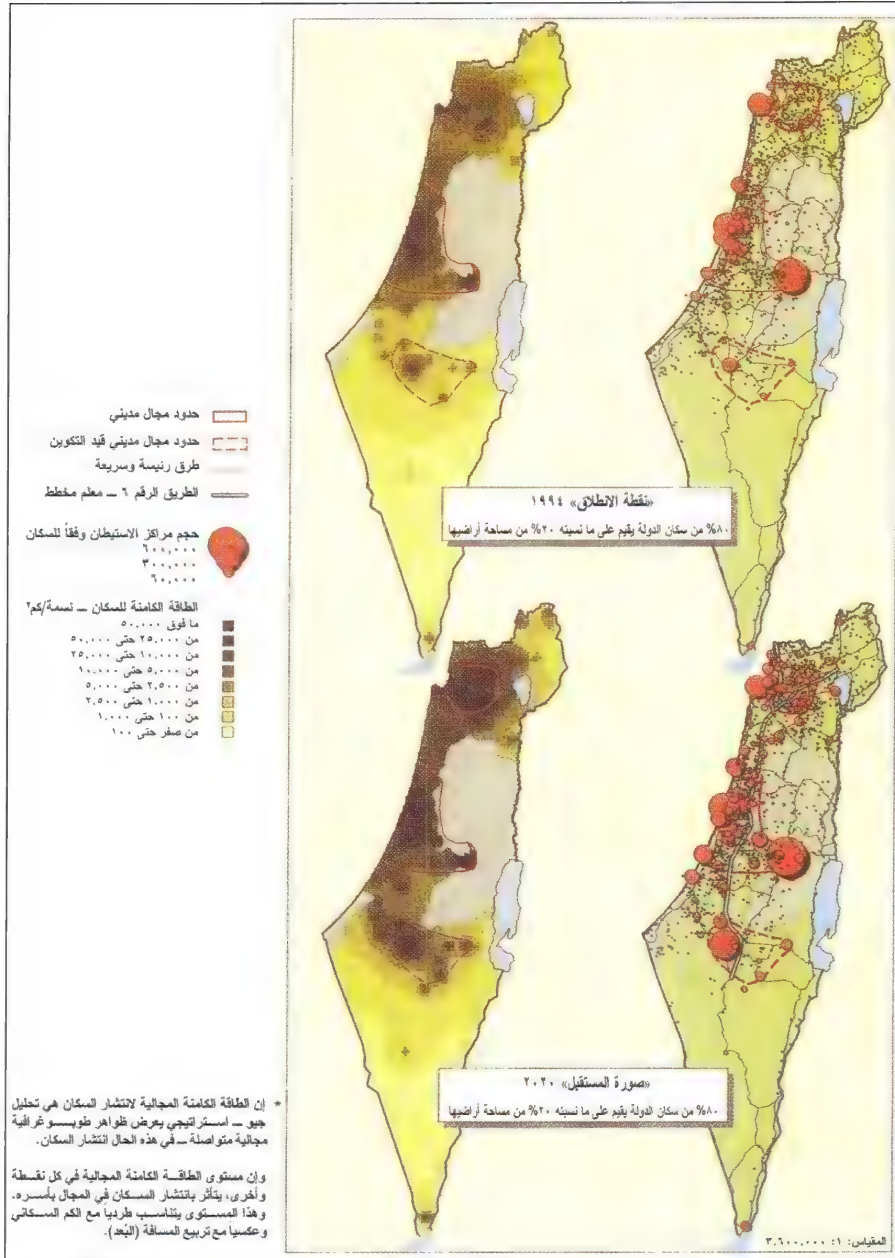 «نقطة الانطلاق» ١٩٩٤
٨٠% من سكان الدولة يقيم على ما نسبته ٢٠% من مساحة أراضيها
حدود مجال مديني
حدود مجال مديني قيد التكوين
طرق رئيسة وسريعة
الطريق الرقم ٦ ــ معلم مخطط
حجم مراكز الاستيطان وفقاً للسكان
٦٠٠,٠٠٠
٣٠٠,٠٠٠
٦٠,٠٠٠
الطاقة الكامنة للسكان ــ نسمة/كم٢
ما فوق ٥٠,٠٠٠
من ٢٥,٠٠٠ حتى ٥٠,٠٠٠
من ١٠,٠٠٠ حتى ٢٥,٠٠٠
من ٥,٠٠٠ حتى ١٠,٠٠٠
من ٢,٥٠٠ حتى ٥,٠٠٠
من ١,٠٠٠ حتى ٢,٥٠٠
من ١٠٠ حتى ١,٠٠٠
من صفر حتى ١٠٠
«صورة المستقبل» ٢٠٢٠
٨٠% من سكان الدولة يقيم على ما نسبته ٢٠% من مساحة أراضيها
* إن الطاقة الكامنة المجالية لانتشار السكان هي تحليل
جيو ــ استراتيجي يعرض ظواهر طوبوغرافية
مجالية متواصلة ــ في هذه الحال انتشار السكان.
وإن مستوى الطاقة الكامنة المجالية في كل نقطة
وأخرى، يتأثر بانتشار السكان في المجال بأسره.
وهذا المستوى يتناسب طردياً مع الكم السكاني
وعكسياً مع تربيع المسافة (البُعد).
المقياس: ١: ٣,٦٠٠,٠٠٠